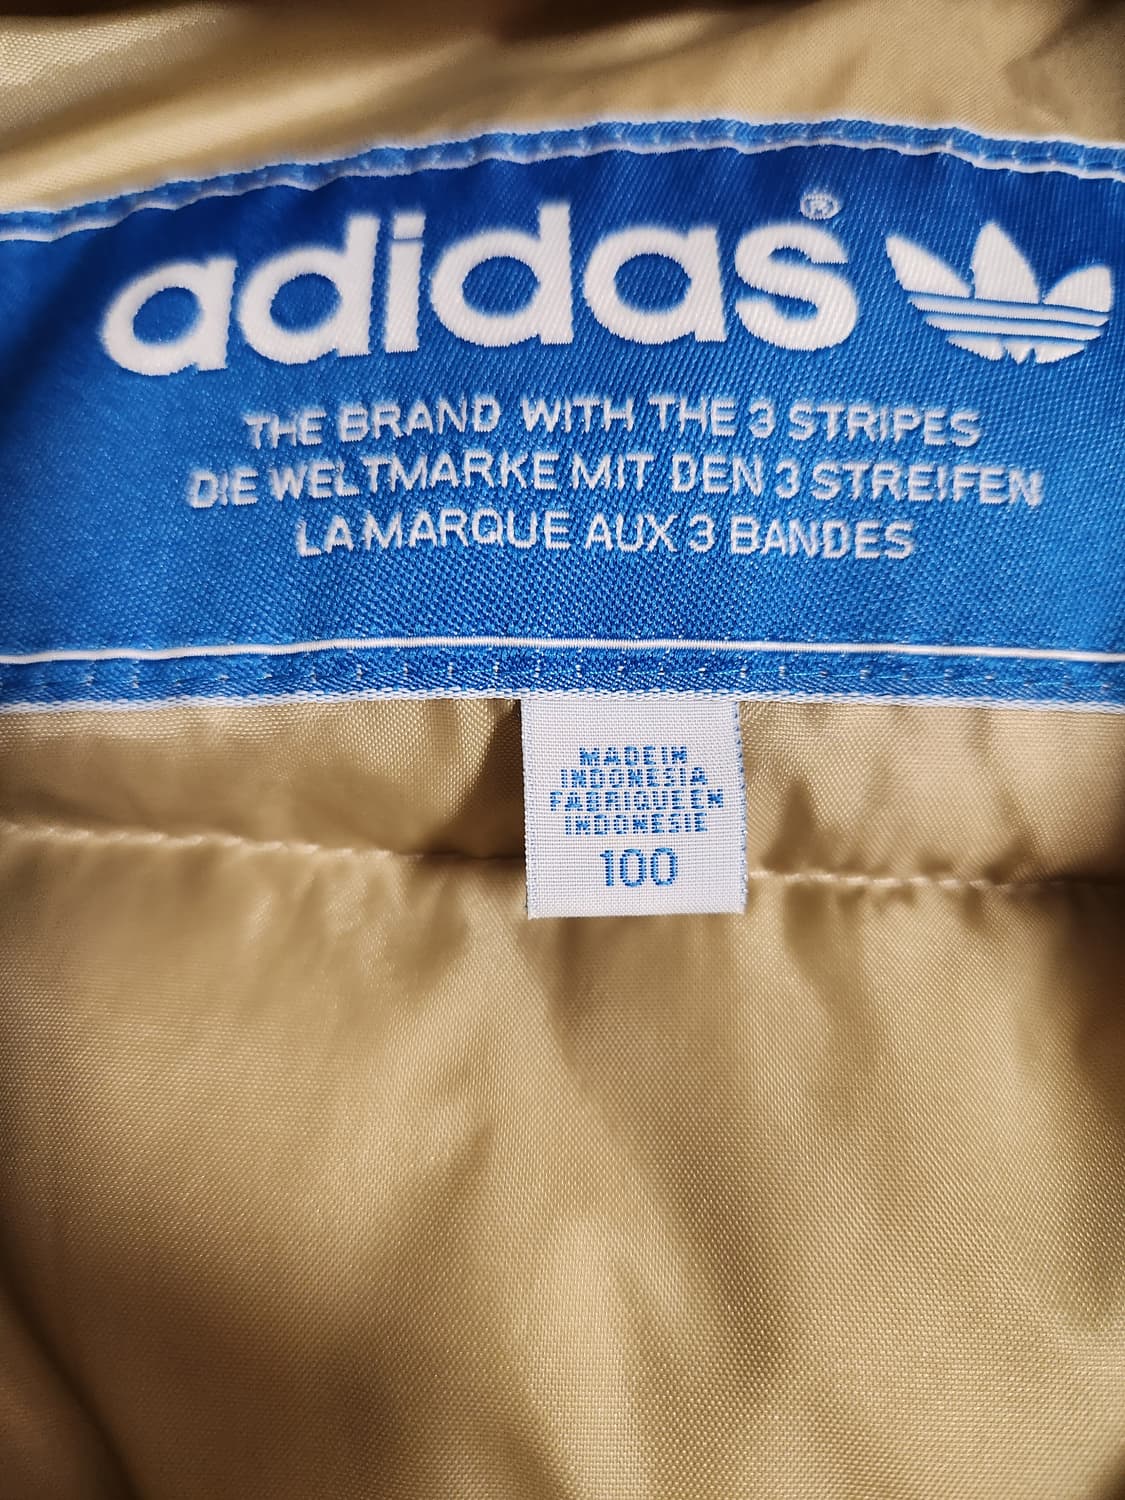 adidas®
THE BRAND WITH THE 3 STRIPES
DIE WELTMARKE MIT DEN 3 STREIFEN
LA MARQUE AUX 3 BANDES
MADE IN
INDONESIA
FABRIQUE EN
INDONESIE
100